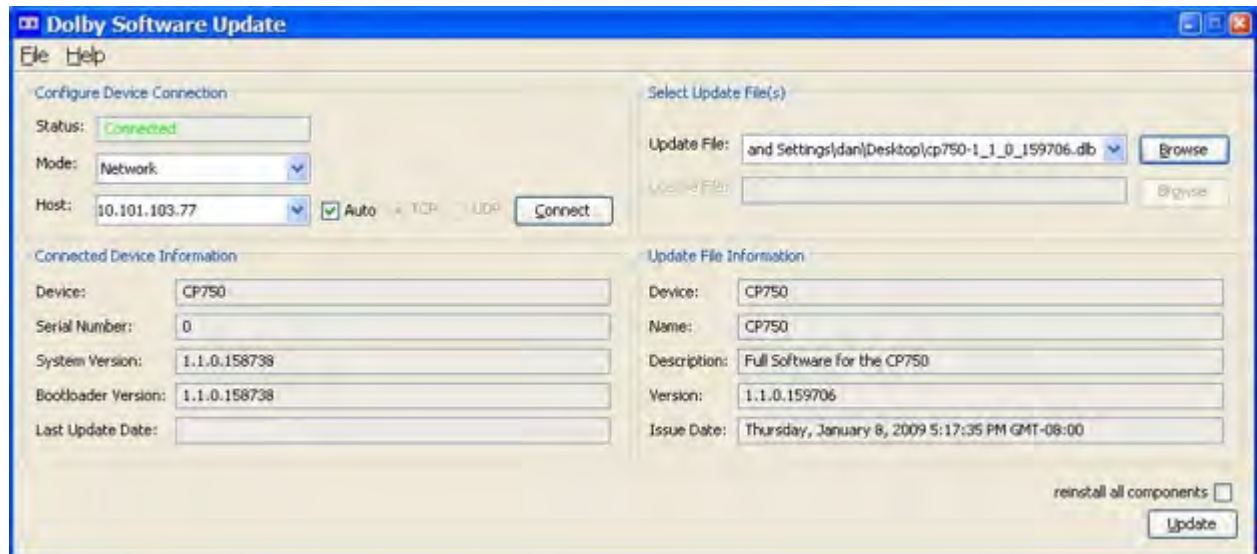 Dolby Software Update
File Help
Configure Device Connection
Status: Connected
Mode: Network
Host: 10.101.103.77 Auto TCP UDP Connect
Select Update File(s)
Update File: and Settings\dan\Desktop\cp750-1_1_0_159706.dlb Browse
File: Browse
Connected Device Information
Device: CP750
Serial Number: 0
System Version: 1.1.0.158738
Bootloader Version: 1.1.0.158738
Last Update Date:
Update File Information
Device: CP750
Name: CP750
Description: Full Software for the CP750
Version: 1.1.0.159706
Issue Date: Thursday, January 8, 2009 5:17:35 PM GMT-08:00
reinstall all components
Update